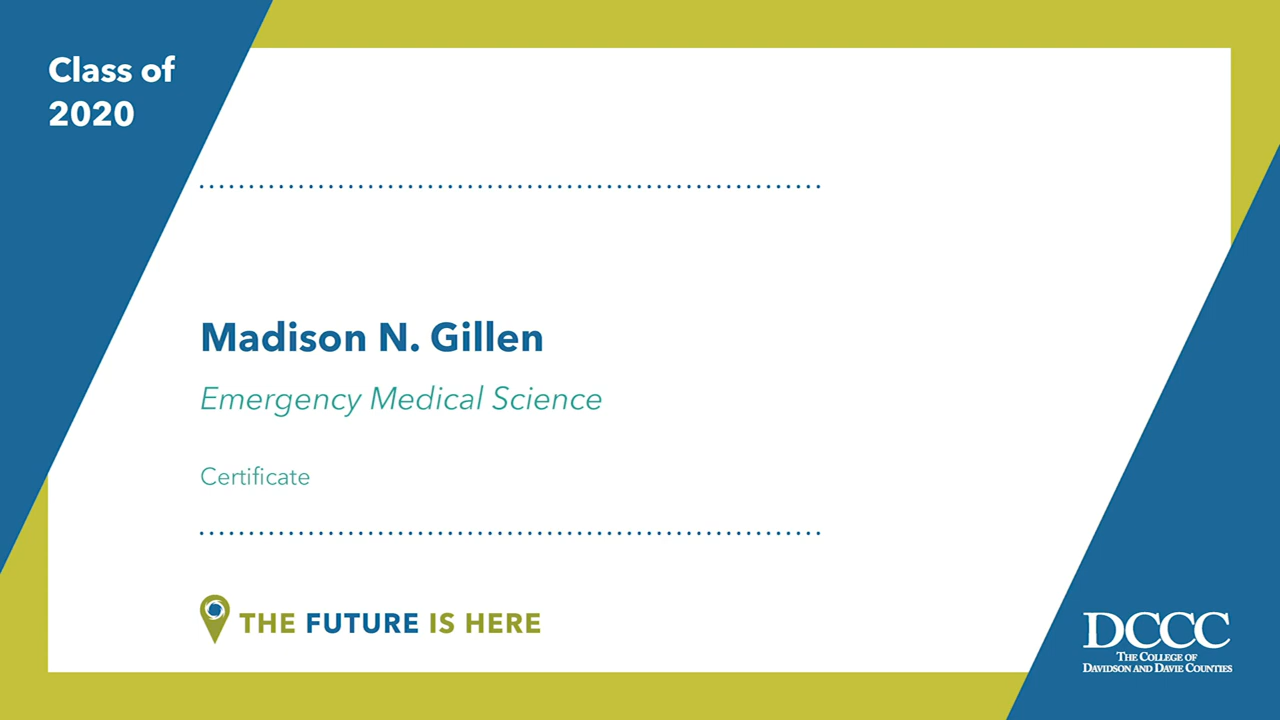 Class of
2020
Madison N. Gillen
Emergency Medical Science
Certificate
THE FUTURE IS HERE
DCCC
THE COLLEGE OF
DAVIDSON AND DAVIE COUNTIES